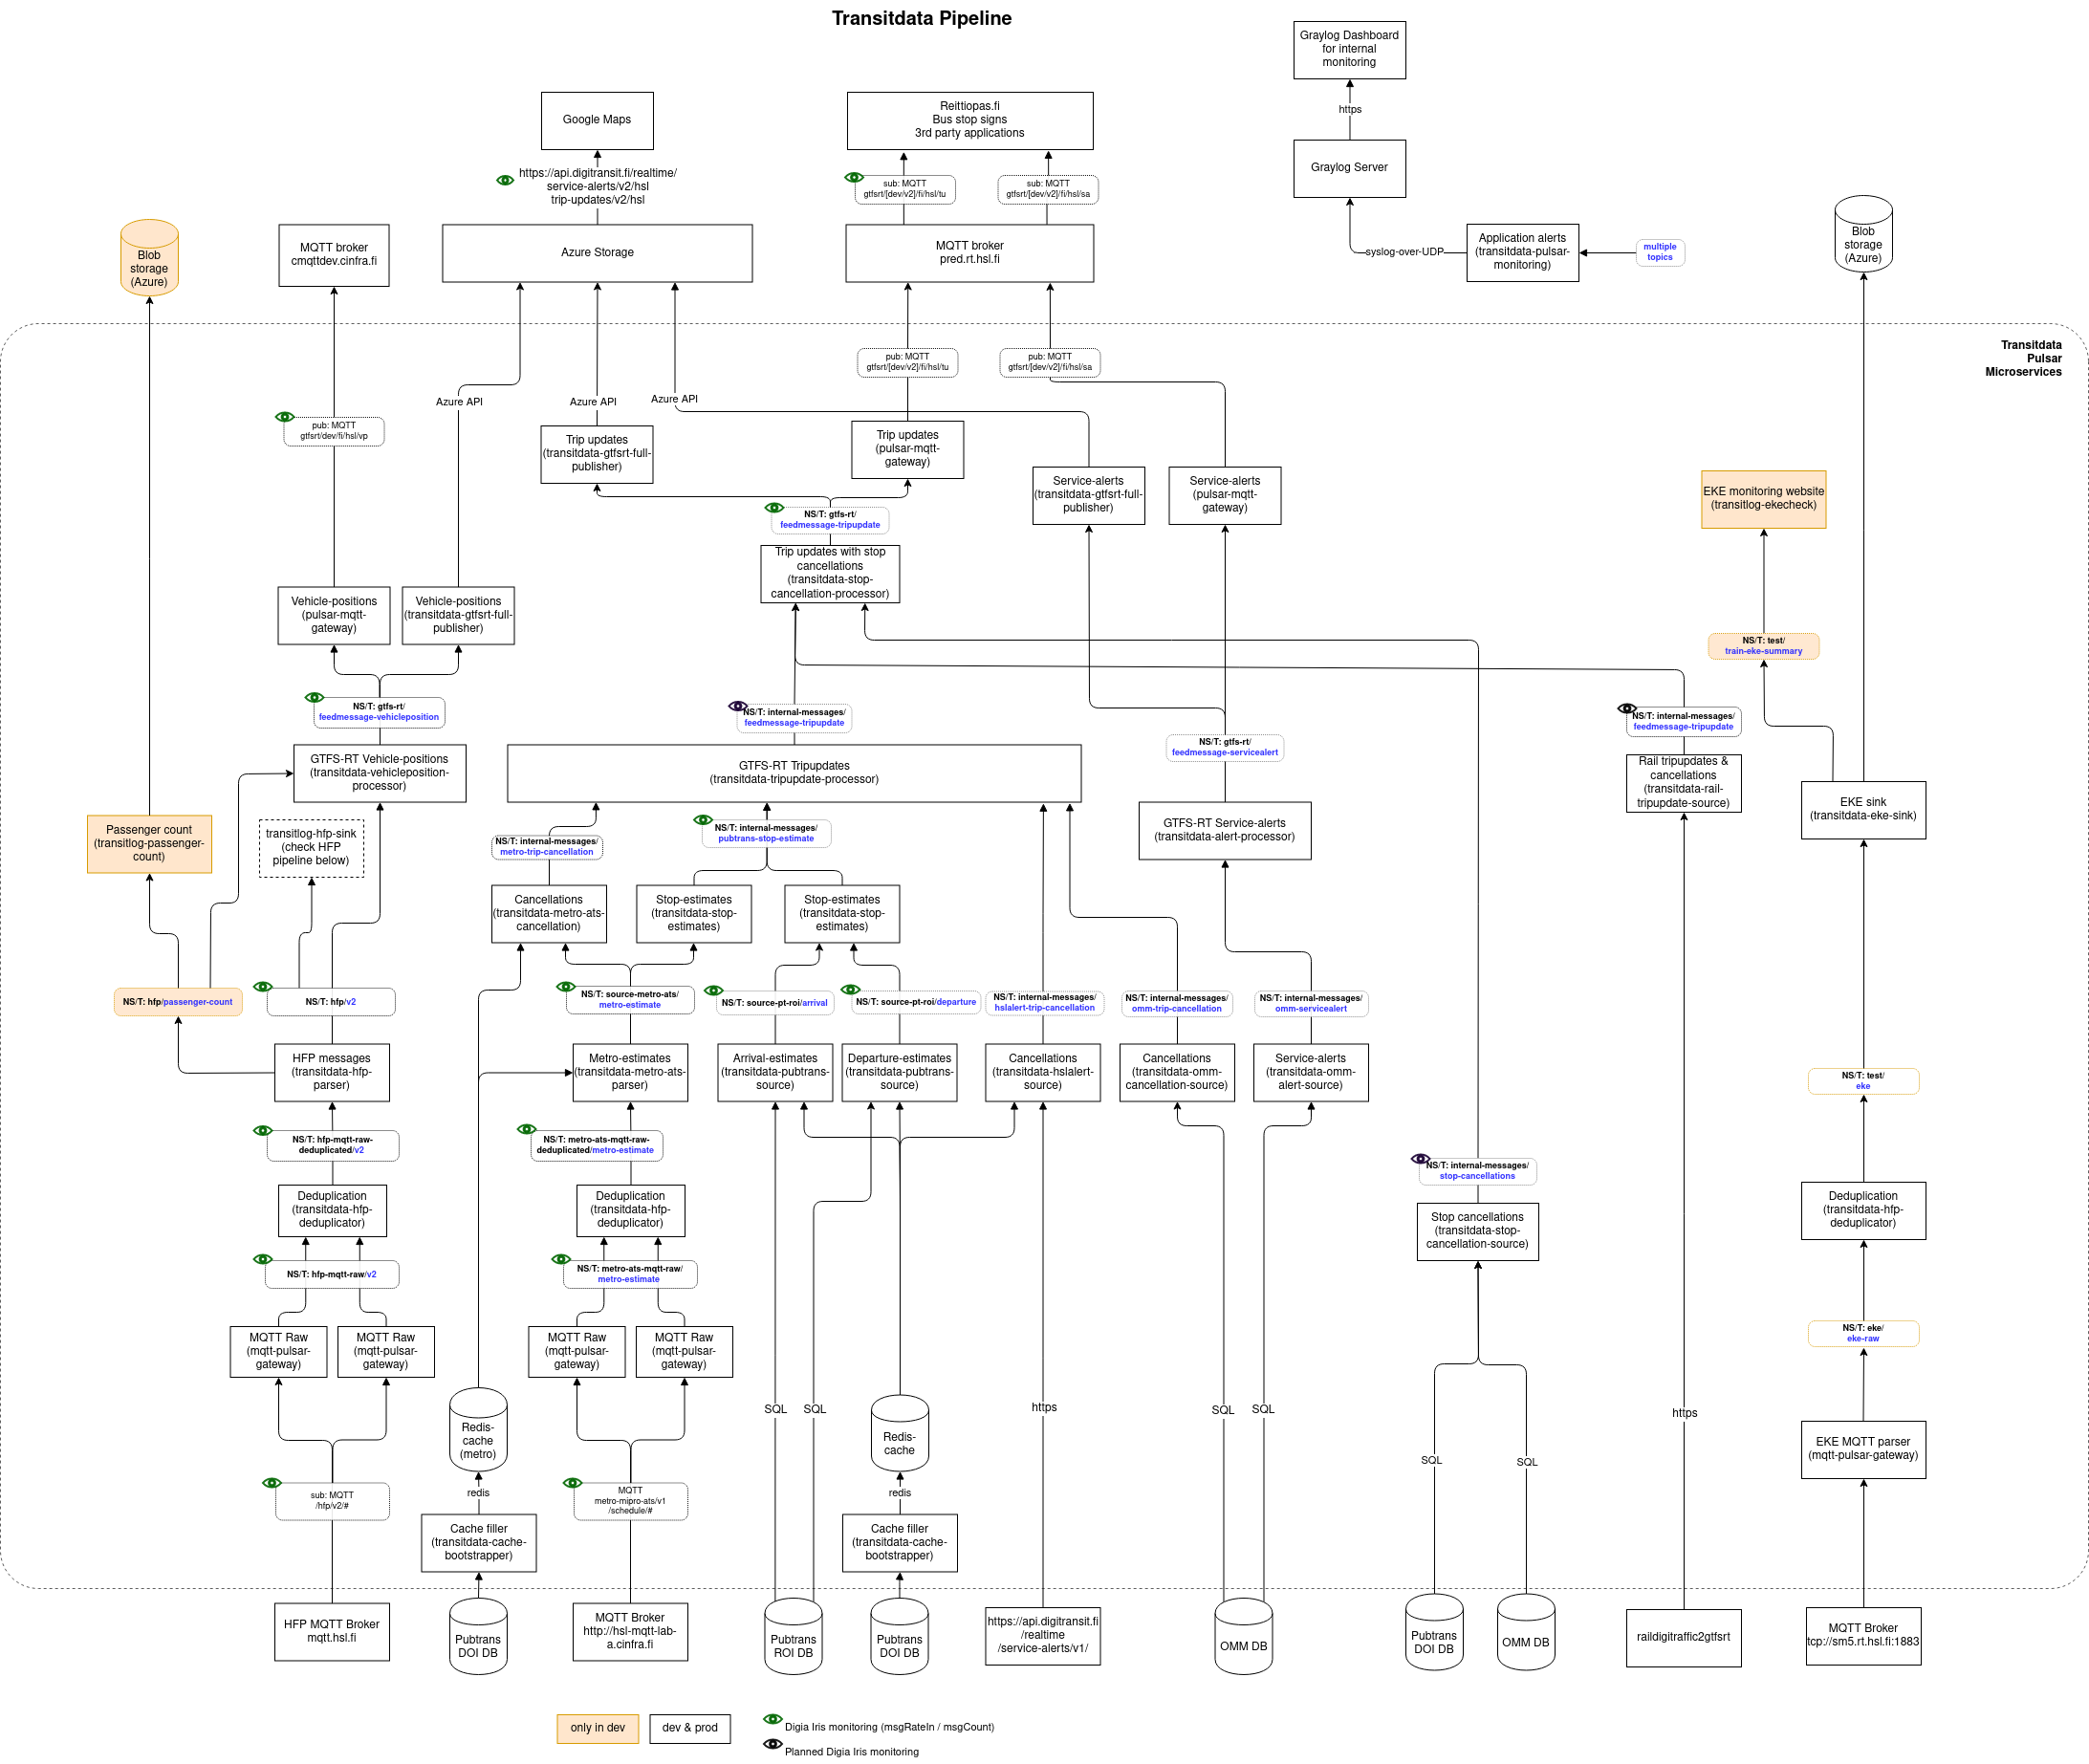 Transitdata Pipeline
Graylog Dashboard
for internal
monitoring
https
Graylog Server
syslog-over-UDP
Application alerts
(transitdata-pulsar-
monitoring)
multiple
topics
Google Maps
https://api.digitransit.fi/realtime/
service-alerts/v2/hsl
trip-updates/v2/hsl
Reittiopas.fi
Bus stop signs
3rd party applications
sub: MQTT
gtfsrt/[dev/v2]/fi/hsl/tu
sub: MQTT
gtfsrt/[dev/v2]/fi/hsl/sa
Blob
storage
(Azure)
MQTT broker
cmqttdev.cinfra.fi
Azure Storage
MQTT broker
pred.rt.hsl.fi
Blob
storage
(Azure)
Transitdata
Pulsar
Microservices
pub: MQTT
gtfsrt/[dev/v2]/fi/hsl/tu
pub: MQTT
gtfsrt/[dev/v2]/fi/hsl/sa
Azure API
Azure API
Azure API
pub: MQTT
gtfsrt/dev/fi/hsl/vp
Trip updates
(transitdata-gtfsrt-full-
publisher)
Trip updates
(pulsar-mqtt-
gateway)
Service-alerts
(transitdata-gtfsrt-full-
publisher)
Service-alerts
(pulsar-mqtt-
gateway)
EKE monitoring website
(transitlog-ekecheck)
NS/T: gtfs-rt/
feedmessage-tripupdate
Trip updates with stop
cancellations
(transitdata-stop-
cancellation-processor)
Vehicle-positions
(pulsar-mqtt-
gateway)
Vehicle-positions
(transitdata-gtfsrt-full-
publisher)
NS/T: test/
train-eke-summary
NS/T: gtfs-rt/
feedmessage-vehicleposition
NS/T: internal-messages/
feedmessage-tripupdate
NS/T: gtfs-rt/
feedmessage-servicealert
NS/T: internal-messages/
feedmessage-tripupdate
GTFS-RT Vehicle-positions
(transitdata-vehicleposition-
processor)
GTFS-RT Tripupdates
(transitdata-tripupdate-processor)
Rail tripupdates &
cancellations
(transitdata-rail-
tripupdate-source)
EKE sink
(transitdata-eke-sink)
Passenger count
(transitlog-passenger-
count)
transitlog-hfp-sink
(check HFP
pipeline below)
NS/T: internal-messages/
metro-trip-cancellation
NS/T: internal-messages/
pubtrans-stop-estimate
GTFS-RT Service-alerts
(transitdata-alert-processor)
Cancellations
(transitdata-metro-ats-
cancellation)
Stop-estimates
(transitdata-stop-
estimates)
Stop-estimates
(transitdata-stop-
estimates)
NS/T: hfp/passenger-count
NS/T: hfp/v2
NS/T: source-metro-ats/
metro-estimate
NS/T: source-pt-roi/arrival
NS/T: source-pt-roi/departure
NS/T: internal-messages/
hslalert-trip-cancellation
NS/T: internal-messages/
omm-trip-cancellation
NS/T: internal-messages/
omm-servicealert
HFP messages
(transitdata-hfp-
parser)
Metro-estimates
(transitdata-metro-ats-
parser)
Arrival-estimates
(transitdata-pubtrans-
source)
Departure-estimates
(transitdata-pubtrans-
source)
Cancellations
(transitdata-hslalert-
source)
Cancellations
(transitdata-omm-
cancellation-source)
Service-alerts
(transitdata-omm-
alert-source)
NS/T: test/
eke
NS/T: hfp-mqtt-raw-
deduplicated/v2
NS/T: metro-ats-mqtt-raw-
deduplicated/metro-estimate
NS/T: internal-messages/
stop-cancellations
Deduplication
(transitdata-hfp-
deduplicator)
Deduplication
(transitdata-hfp-
deduplicator)
Stop cancellations
(transitdata-stop-
cancellation-source)
Deduplication
(transitdata-hfp-
deduplicator)
NS/T: hfp-mqtt-raw/v2
NS/T: metro-ats-mqtt-raw/
metro-estimate
NS/T: eke/
eke-raw
MQTT Raw
(mqtt-pulsar-
gateway)
MQTT Raw
(mqtt-pulsar-
gateway)
MQTT Raw
(mqtt-pulsar-
gateway)
MQTT Raw
(mqtt-pulsar-
gateway)
Redis-
cache
(metro)
SQL
SQL
Redis-
cache
https
SQL
SQL
SQL
SQL
https
EKE MQTT parser
(mqtt-pulsar-gateway)
sub: MQTT
/hfp/v2/#
redis
MQTT
metro-mipro-ats/v1
/schedule/#
redis
Cache filler
(transitdata-cache-
bootstrapper)
Cache filler
(transitdata-cache-
bootstrapper)
HFP MQTT Broker
mqtt.hsl.fi
Pubtrans
DOI DB
MQTT Broker
http://hsl-mqtt-lab-
a.cinfra.fi
Pubtrans
ROI DB
Pubtrans
DOI DB
https://api.digitransit.fi
/realtime
/service-alerts/v1/
OMM DB
Pubtrans
DOI DB
OMM DB
raildigitraffic2gtfsrt
MQTT Broker
tcp://sm5.rt.hsl.fi:1883
only in dev
dev & prod
Digia Iris monitoring (msgRateIn / msgCount)
Planned Digia Iris monitoring